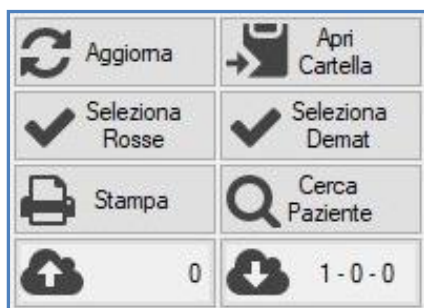 Aggiorna
Apri
Cartella
Seleziona
Rosse
Seleziona
Demat
Stampa
Cerca
Paziente
0
1 - 0 - 0